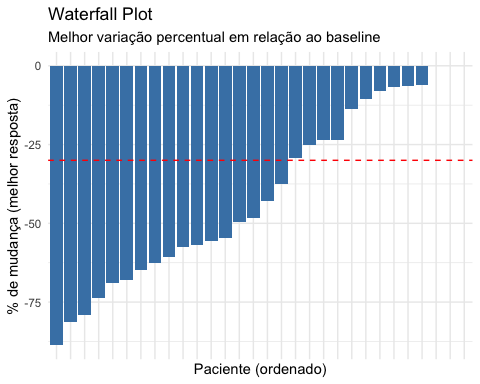 Waterfall Plot
Melhor variação percentual em relação ao baseline
% de mudança (melhor resposta)
0
-25
-50
-75
Paciente (ordenado)